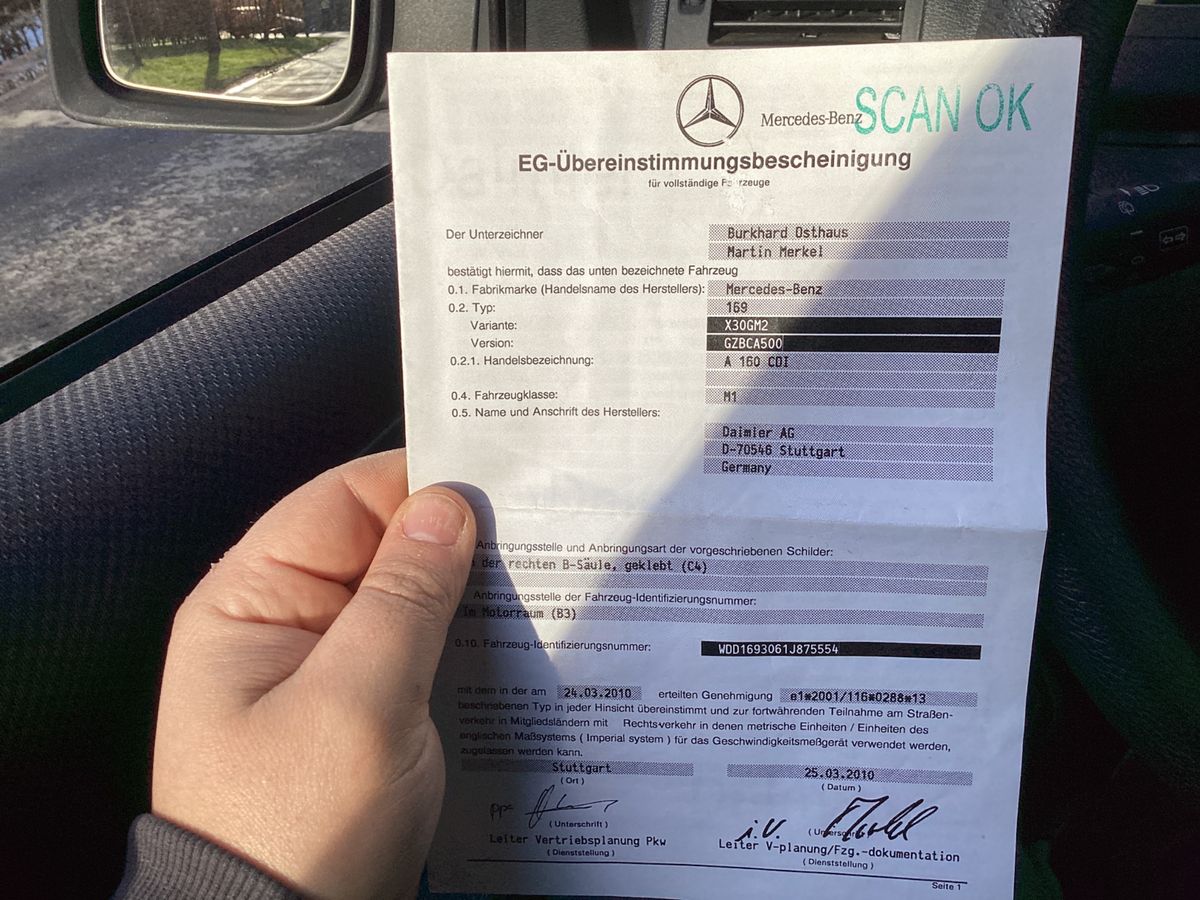 Mercedes-Benz
SCAN OK
EG-Übereinstimmungsbescheinigung
für vollständige Fahrzeuge
Der Unterzeichner
Burkhard Osthaus
Martin Merkel
bestätigt hiermit, dass das unten bezeichnete Fahrzeug
0.1. Fabrikmarke (Handelsname des Herstellers): Mercedes-Benz
0.2. Typ: 169
Variante: X30GM2
Version: GZBCA500
0.2.1. Handelsbezeichnung: A 160 CDI
0.4. Fahrzeugklasse: M1
0.5. Name und Anschrift des Herstellers:
Daimler AG
D-70546 Stuttgart
Germany
Anbringungsstelle und Anbringungsart der vorgeschriebenen Schilder:
der rechten B-Säule, geklebt (C4)
Anbringungsstelle der Fahrzeug-Identifizierungsnummer:
Im Motorraum (B3)
0.10. Fahrzeug-Identifizierungsnummer: WDD1693061J875554
mit dem in der am 24.03.2010 erteilten Genehmigung e1*2001/116*0288*13
beschriebenen Typ in jeder Hinsicht übereinstimmt und zur fortwährenden Teilnahme am Straßen-
verkehr in Mitgliedsländern mit Rechtsverkehr in denen metrische Einheiten / Einheiten des
englischen Maßsystems ( Imperial system ) für das Geschwindigkeitsmeßgerät verwendet werden,
zugelassen werden kann.
Stuttgart 25.03.2010
( Ort ) ( Datum )
ppa
i.V.
( Unterschrift ) ( Unterschrift )
Leiter Vertriebsplanung Pkw Leiter V-planung/Fzg.-dokumentation
( Dienststellung ) ( Dienststellung )
Seite 1